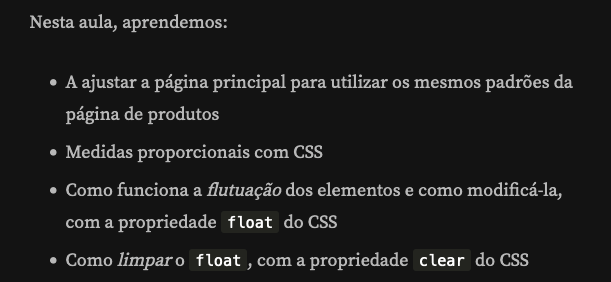 Nesta aula, aprendemos:
• A ajustar a página principal para utilizar os mesmos padrões da
página de produtos
• Medidas proporcionais com CSS
• Como funciona a flutuação dos elementos e como modificá-la,
com a propriedade float do CSS
• Como limpar o float , com a propriedade clear do CSS